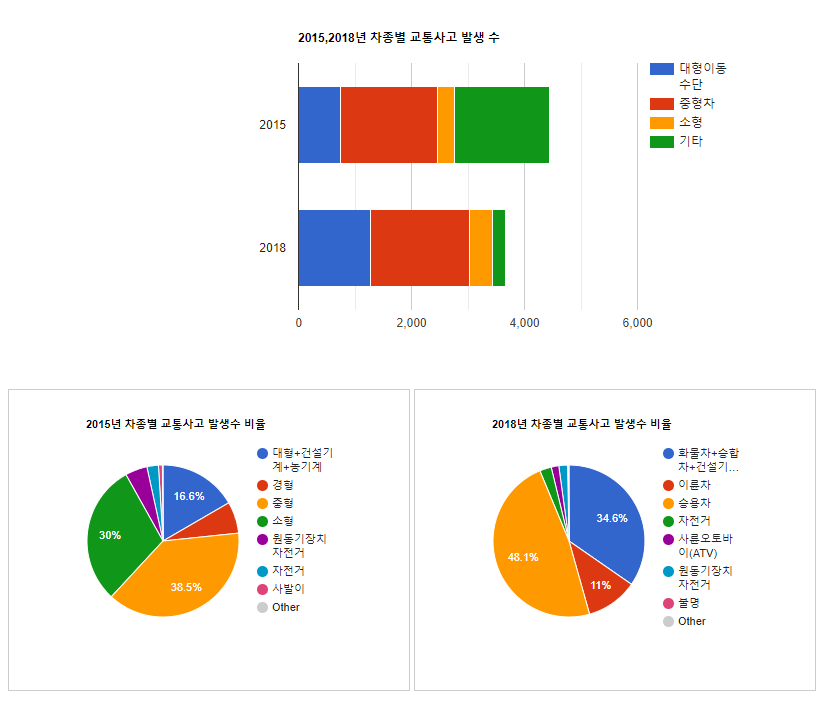 2015,2018년 차종별 교통사고 발생 수
대형이동
수단
중형차
소형
기타
2015
2018
0
2,000
4,000
6,000
2015년 차종별 교통사고 발생수 비율
16.6%
30%
38.5%
대형+건설기
계+농기계
경형
중형
소형
원동기장치
자전거
자전거
사발이
Other
2018년 차종별 교통사고 발생수 비율
34.6%
48.1%
11%
화물차+승합
차+건설기...
이륜차
승용차
자전거
사륜오토바
이(ATV)
원동기장치
자전거
불명
Other